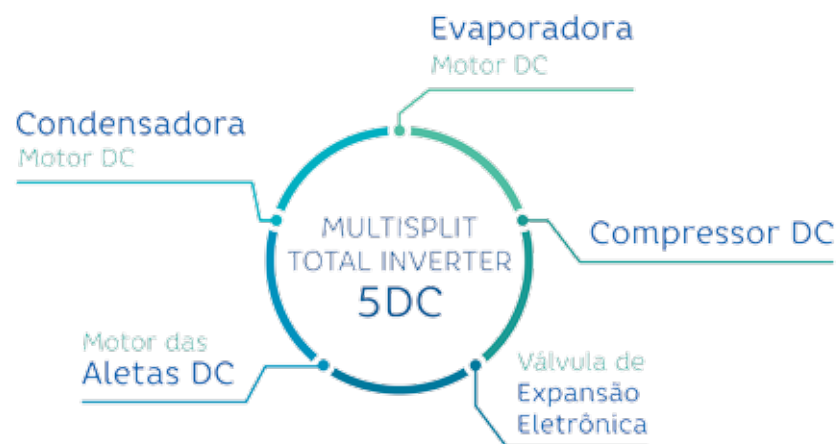 Evaporadora
Motor DC
Condensadora
Motor DC
MULTISPLIT
TOTAL INVERTER
5DC
Compressor DC
Motor das
Aletas DC
Válvula de
Expansão
Eletrônica